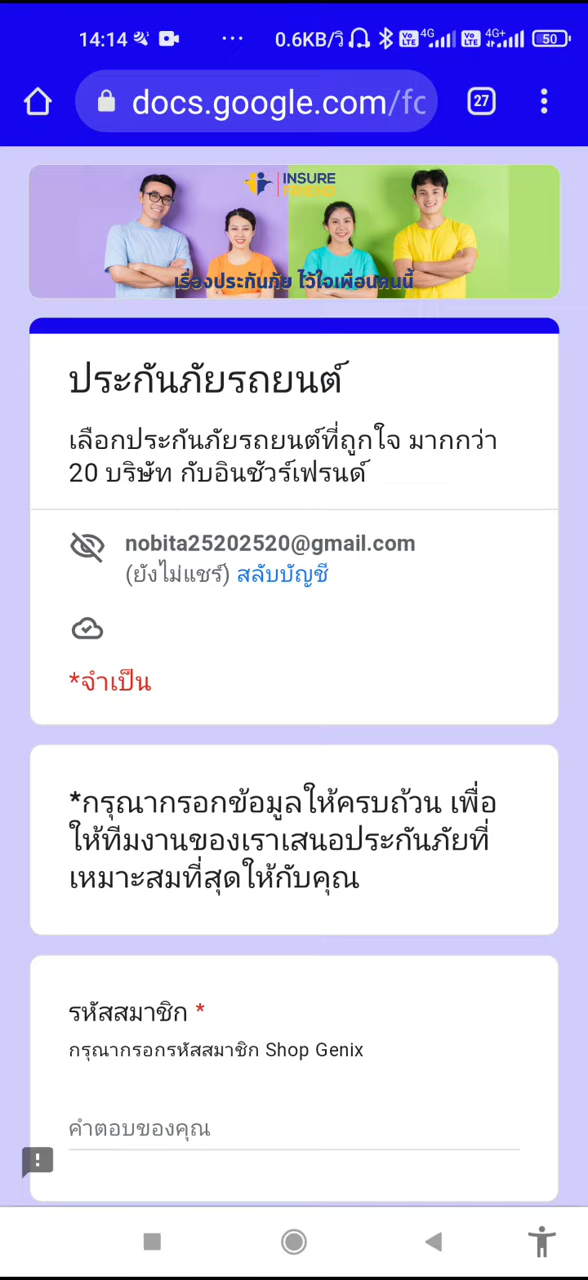 14:14 ... 0.6KB/วิ VoLTE 4G VoLTE 4G+ 50
docs.google.com/fo 27
INSURE
FRIEND
เรื่องประกันภัย ไว้ใจเพื่อนคนนี้
ประกันภัยรถยนต์
เลือกประกันภัยรถยนต์ที่ถูกใจ มากกว่า
20 บริษัท กับอินชัวร์เฟรนด์
nobita25202520@gmail.com
(ยังไม่แชร์) สลับบัญชี
*จำเป็น
*กรุณากรอกข้อมูลให้ครบถ้วน เพื่อ
ให้ทีมงานของเราเสนอประกันภัยที่
เหมาะสมที่สุดให้กับคุณ
รหัสสมาชิก *
กรุณากรอกรหัสสมาชิก Shop Genix
คำตอบของคุณ